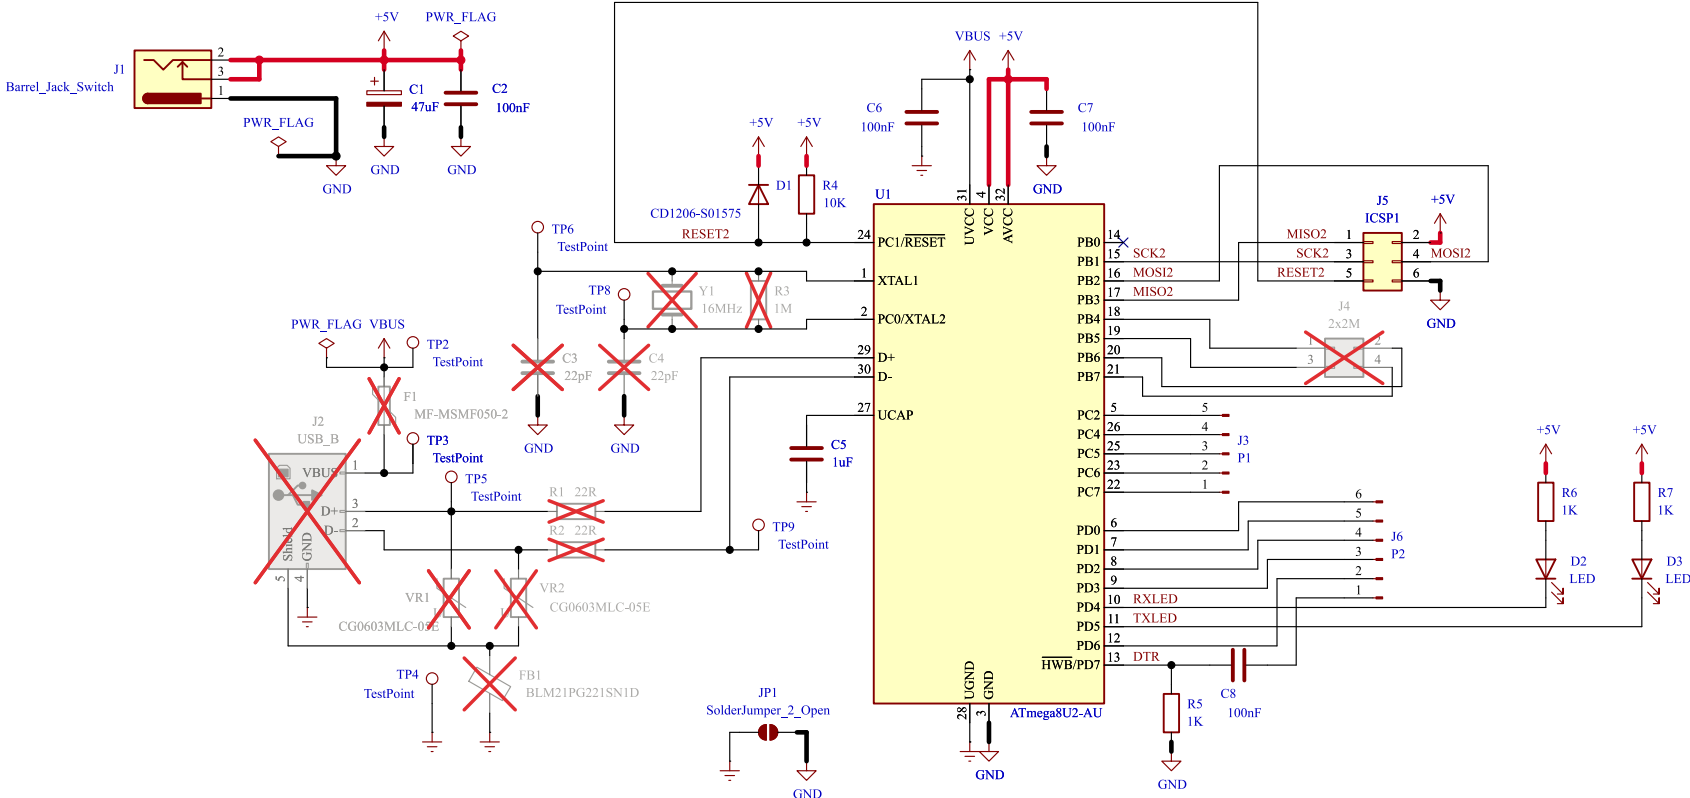 +5V
PWR_FLAG
J1
Barrel_Jack_Switch
2
3
1
+
C1
47uF
C2
100nF
PWR_FLAG
GND
GND
GND
VBUS
+5V
C6
100nF
C7
100nF
GND
+5V
+5V
D1
CD1206-S01575
R4
10K
RESET2
U1
31
4
32
UVCC
VCC
AVCC
24
PC1/RESET
1
XTAL1
2
PC0/XTAL2
29
D+
30
D-
27
UCAP
PB0
14
PB1
15
SCK2
PB2
16
MOSI2
PB3
17
MISO2
PB4
18
PB5
19
PB6
20
PB7
21
PC2
5
PC4
26
PC5
25
PC6
23
PC7
22
PD0
6
PD1
7
PD2
8
PD3
9
PD4
10
RXLED
PD5
11
TXLED
PD6
12
HWB/PD7
13
DTR
UGND
GND
28
3
ATmega8U2-AU
GND
J5
ICSP1
+5V
MISO2
1
2
SCK2
3
4
MOSI2
RESET2
5
6
GND
J4
2x2M
1
2
3
4
5
4
3
2
1
J3
P1
6
5
4
3
2
1
J6
P2
+5V
+5V
R6
1K
R7
1K
D2
LED
D3
LED
C8
100nF
R5
1K
GND
TP6
TestPoint
TP8
TestPoint
Y1
16MHz
R3
1M
C3
22pF
C4
22pF
GND
GND
C5
1uF
PWR_FLAG
VBUS
TP2
TestPoint
F1
MF-MSMF050-2
J2
USB_B
TP3
TestPoint
VBUS
1
D+
3
D-
2
Shield
GND
5
4
TP5
TestPoint
R1
22R
R2
22R
TP9
TestPoint
VR1
CG0603MLC-05E
VR2
CG0603MLC-05E
TP4
TestPoint
FB1
BLM21PG221SN1D
JP1
SolderJumper_2_Open
GND